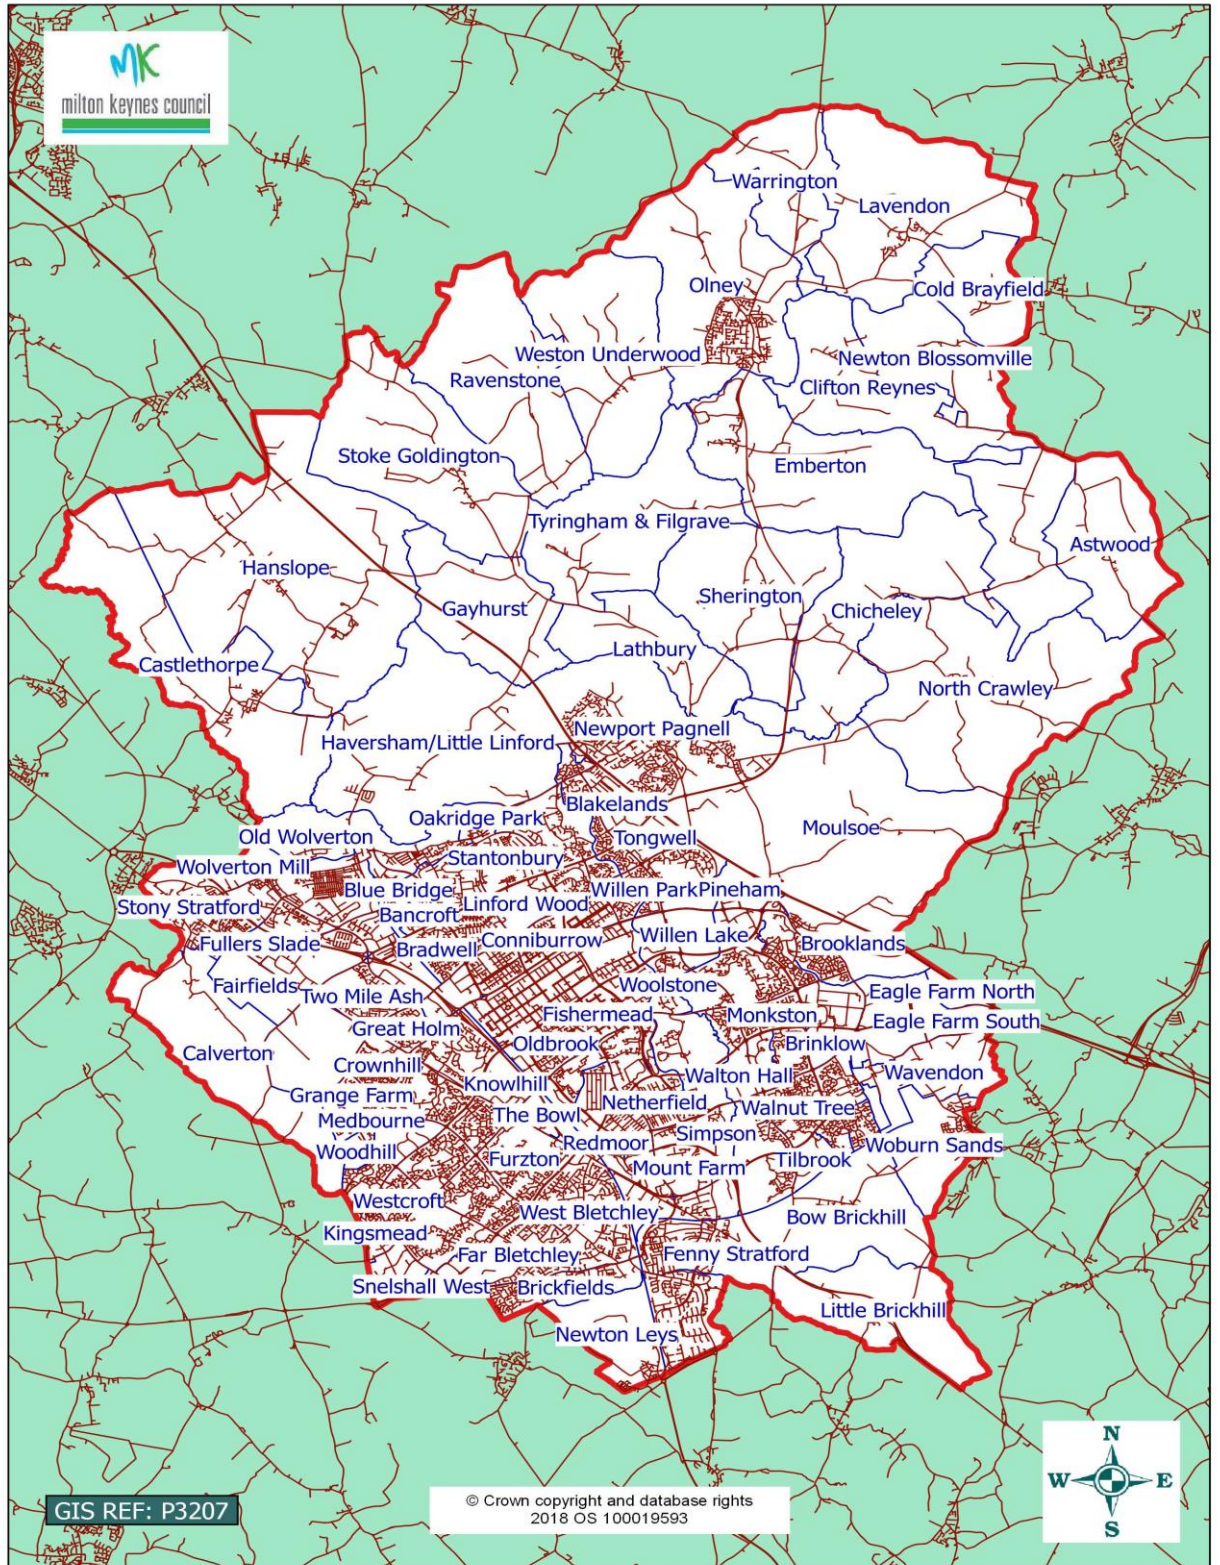 MK
milton keynes council
Warrington
Lavendon
Olney
Cold Brayfield
Weston Underwood
Newton Blossomville
Ravenstone
Clifton Reynes
Stoke Goldington
Emberton
Tyringham & Filgrave
Astwood
Hanslope
Sherington
Gayhurst
Chicheley
Lathbury
Castlethorpe
North Crawley
Newport Pagnell
Haversham/Little Linford
Blakelands
Oakridge Park
Moulsoe
Old Wolverton
Tongwell
Stantonbury
Wolverton Mill
Blue Bridge
Willen Park
Pineham
Stony Stratford
Linford Wood
Bancroft
Fullers Slade
Bradwell
Conniburrow
Willen Lake
Brooklands
Fairfields
Two Mile Ash
Woolstone
Eagle Farm North
Great Holm
Fishermead
Monkston
Eagle Farm South
Calverton
Oldbrook
Brinklow
Crownhill
Knowlhill
Walton Hall
Wavendon
Grange Farm
Netherfield
Walnut Tree
Medbourne
The Bowl
Woodhill
Redmoor
Simpson
Woburn Sands
Furzton
Mount Farm
Tilbrook
Westcroft
West Bletchley
Bow Brickhill
Kingsmead
Far Bletchley
Fenny Stratford
Snelshall West
Brickfields
Little Brickhill
Newton Leys
N
W
E
S
GIS REF: P3207
© Crown copyright and database rights
2018 OS 100019593